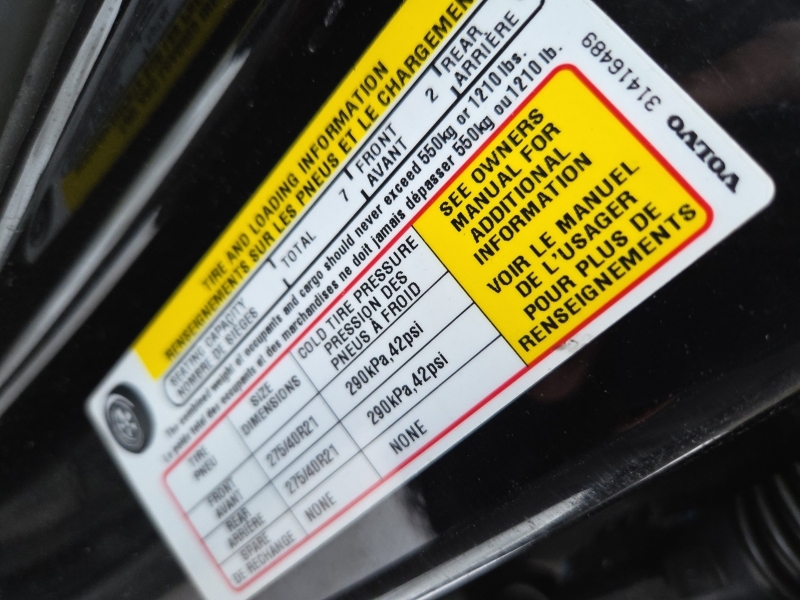 TIRE AND LOADING INFORMATION
RENSEIGNEMENTS SUR LES PNEUS ET LE CHARGEMEN
SEATING CAPACITY
NOMBRE DE SIÈGES
TOTAL 7
FRONT
AVANT
2
REAR
ARRIÈRE
The combined weight of occupants and cargo should never exceed 550kg or 1210 lbs.
Le poids total des occupants et des marchandises ne doit jamais dépasser 550kg ou 1210 lb.
TIRE
PNEU
SIZE
DIMENSIONS
COLD TIRE PRESSURE
PRESSION DES
PNEUS À FROID
FRONT
AVANT
275/40R21
290kPa,42psi
REAR
ARRIÈRE
275/40R21
290kPa,42psi
SPARE
DE RECHANGE
NONE
NONE
SEE OWNERS
MANUAL FOR
ADDITIONAL
INFORMATION
VOIR LE MANUEL
DE L'USAGER
POUR PLUS DE
RENSEIGNEMENTS
31416489
VOLVO